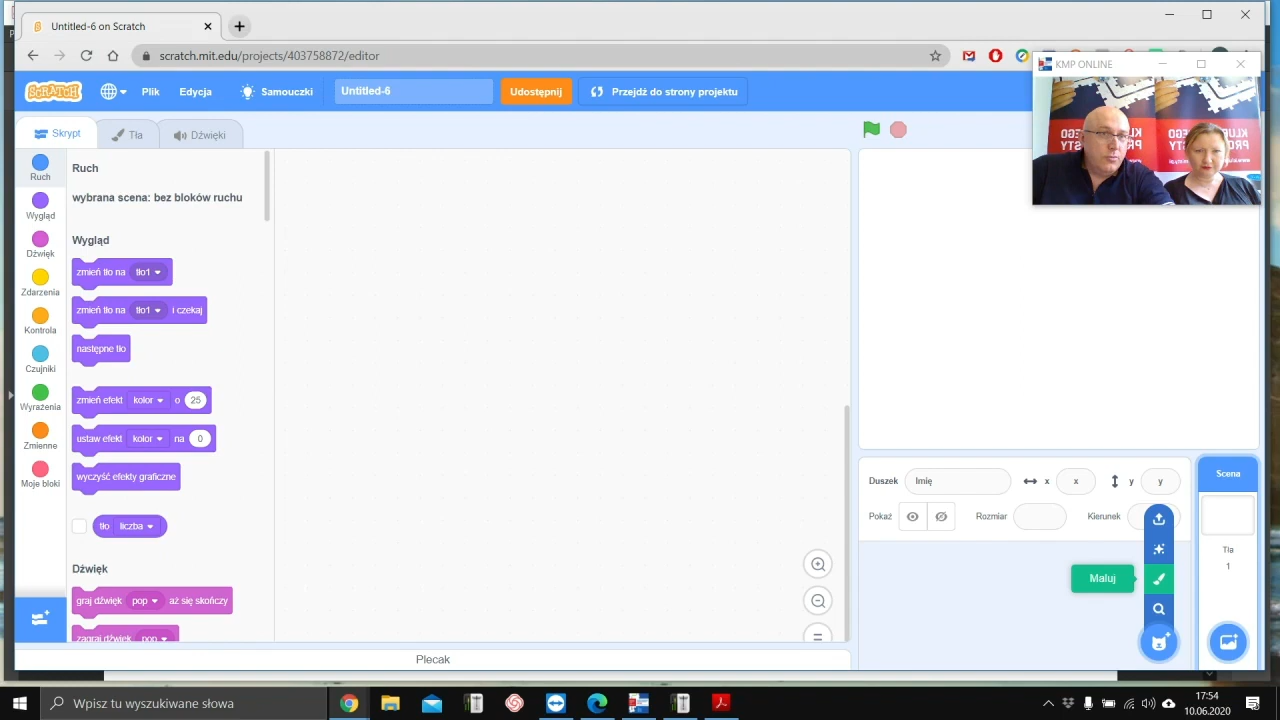 Untitled-6 on Scratch
scratch.mit.edu/projects/403758872/editor
KMP ONLINE
SCRATCH
Plik
Edycja
Samouczki
Untitled-6
Udostępnij
Przejdź do strony projektu
Skrypt
Tła
Dźwięki
Ruch
Wygląd
Dźwięk
Zdarzenia
Kontrola
Czujniki
Wyrażenia
Zmienne
Moje bloki
Ruch
wybrana scena: bez bloków ruchu
Wygląd
zmień tło na tło1
zmień tło na tło1 i czekaj
następne tło
zmień efekt kolor o 25
ustaw efekt kolor na 0
wyczyść efekty graficzne
tło liczba
Dźwięk
graj dźwięk pop aż się skończy
zagraj dźwięk pop
Duszek Imię x x y y
Pokaż Rozmiar Kierunek
Maluj
Scena
Tła
1
Plecak
Wpisz tu wyszukiwane słowa
17:54
10.06.2020